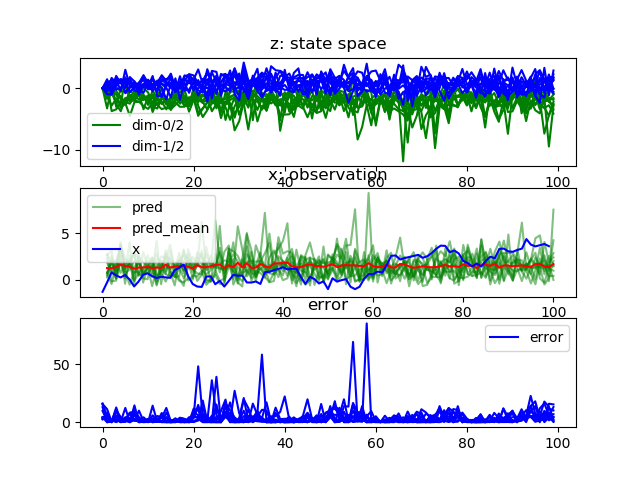 z: state space
0
−10
dim-0/2
dim-1/2
0
20
40
60
80
100
x: observation
5
0
pred
pred_mean
x
0
20
40
60
80
100
error
50
0
error
0
20
40
60
80
100